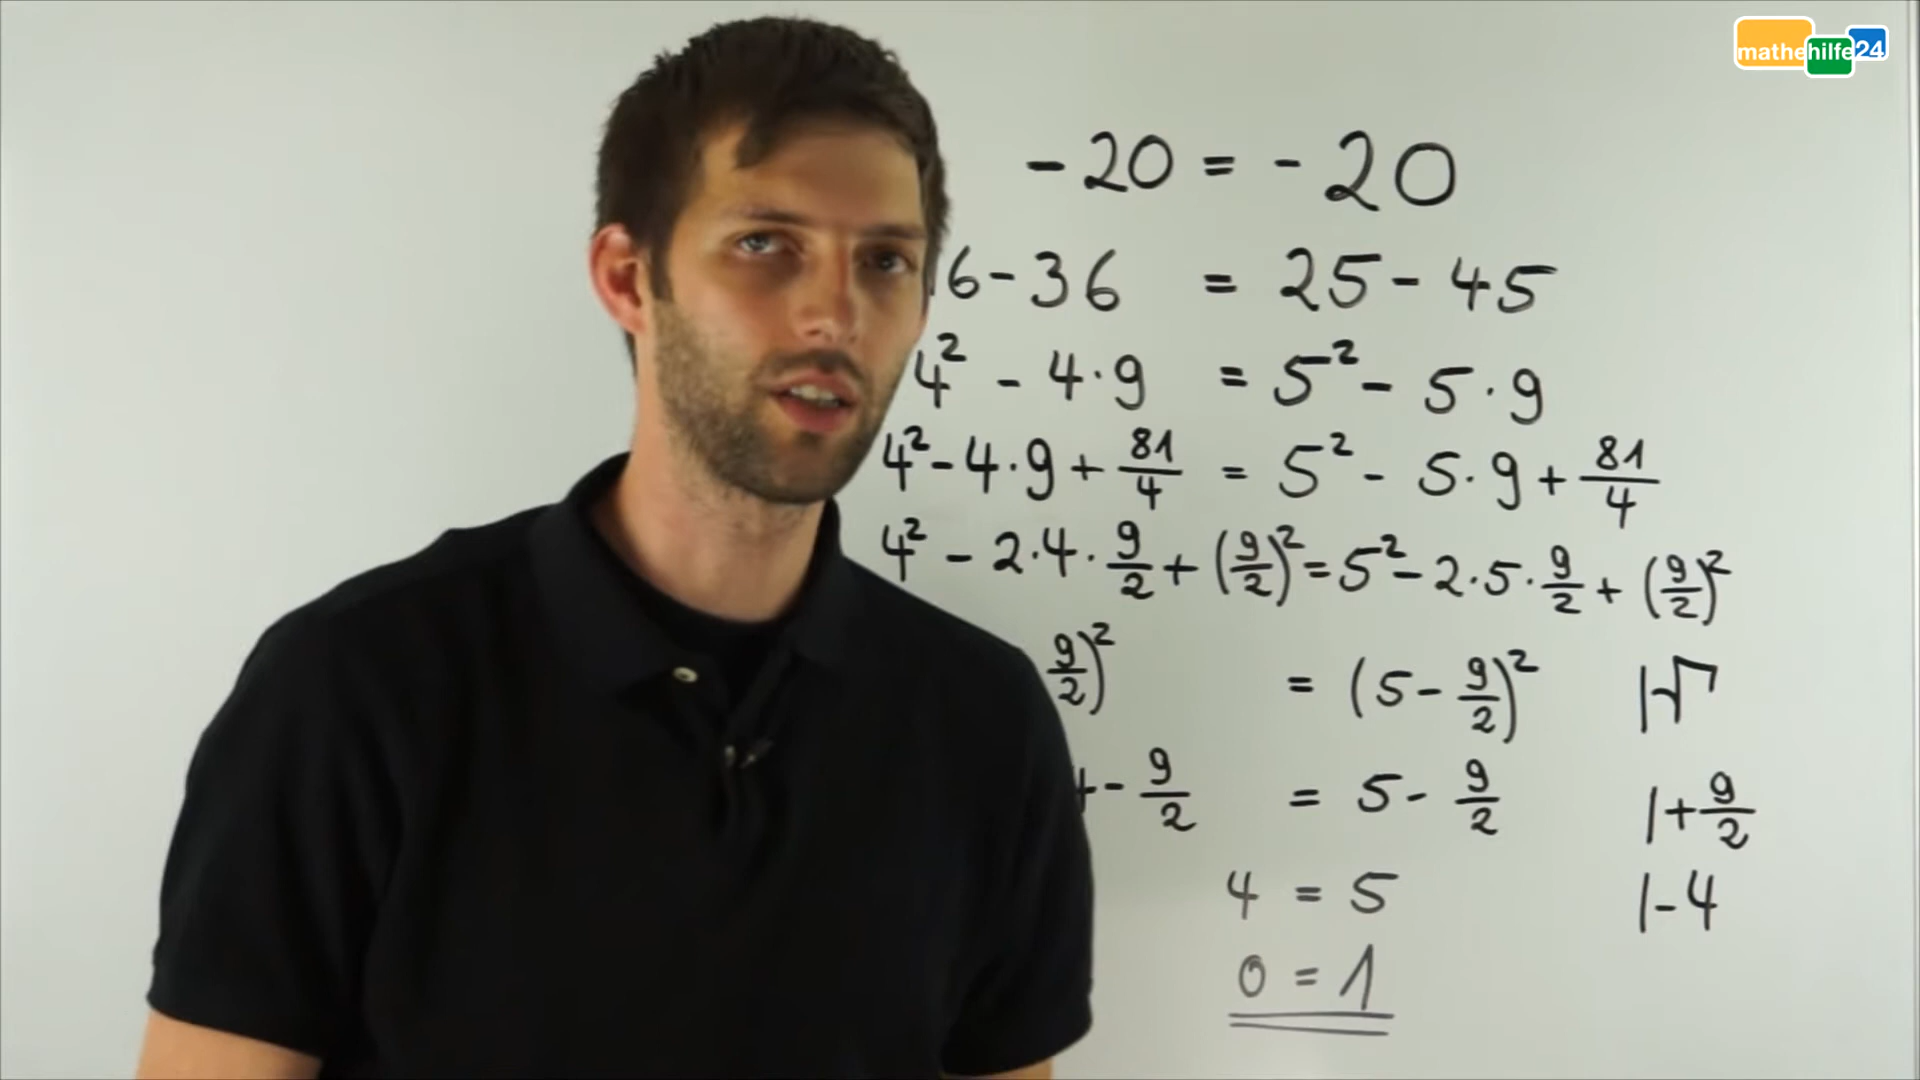 mathehilfe24
- 20 = - 20
6 - 36 = 25 - 45
4² - 4·9 = 5² - 5·9
4² - 4·9 + 81/4 = 5² - 5·9 + 81/4
4² - 2·4·9/2 + (9/2)² = 5² - 2·5·9/2 + (9/2)²
9/2)² = (5 - 9/2)² |√
- 9/2 = 5 - 9/2 |+ 9/2
4 = 5 |- 4
0 = 1